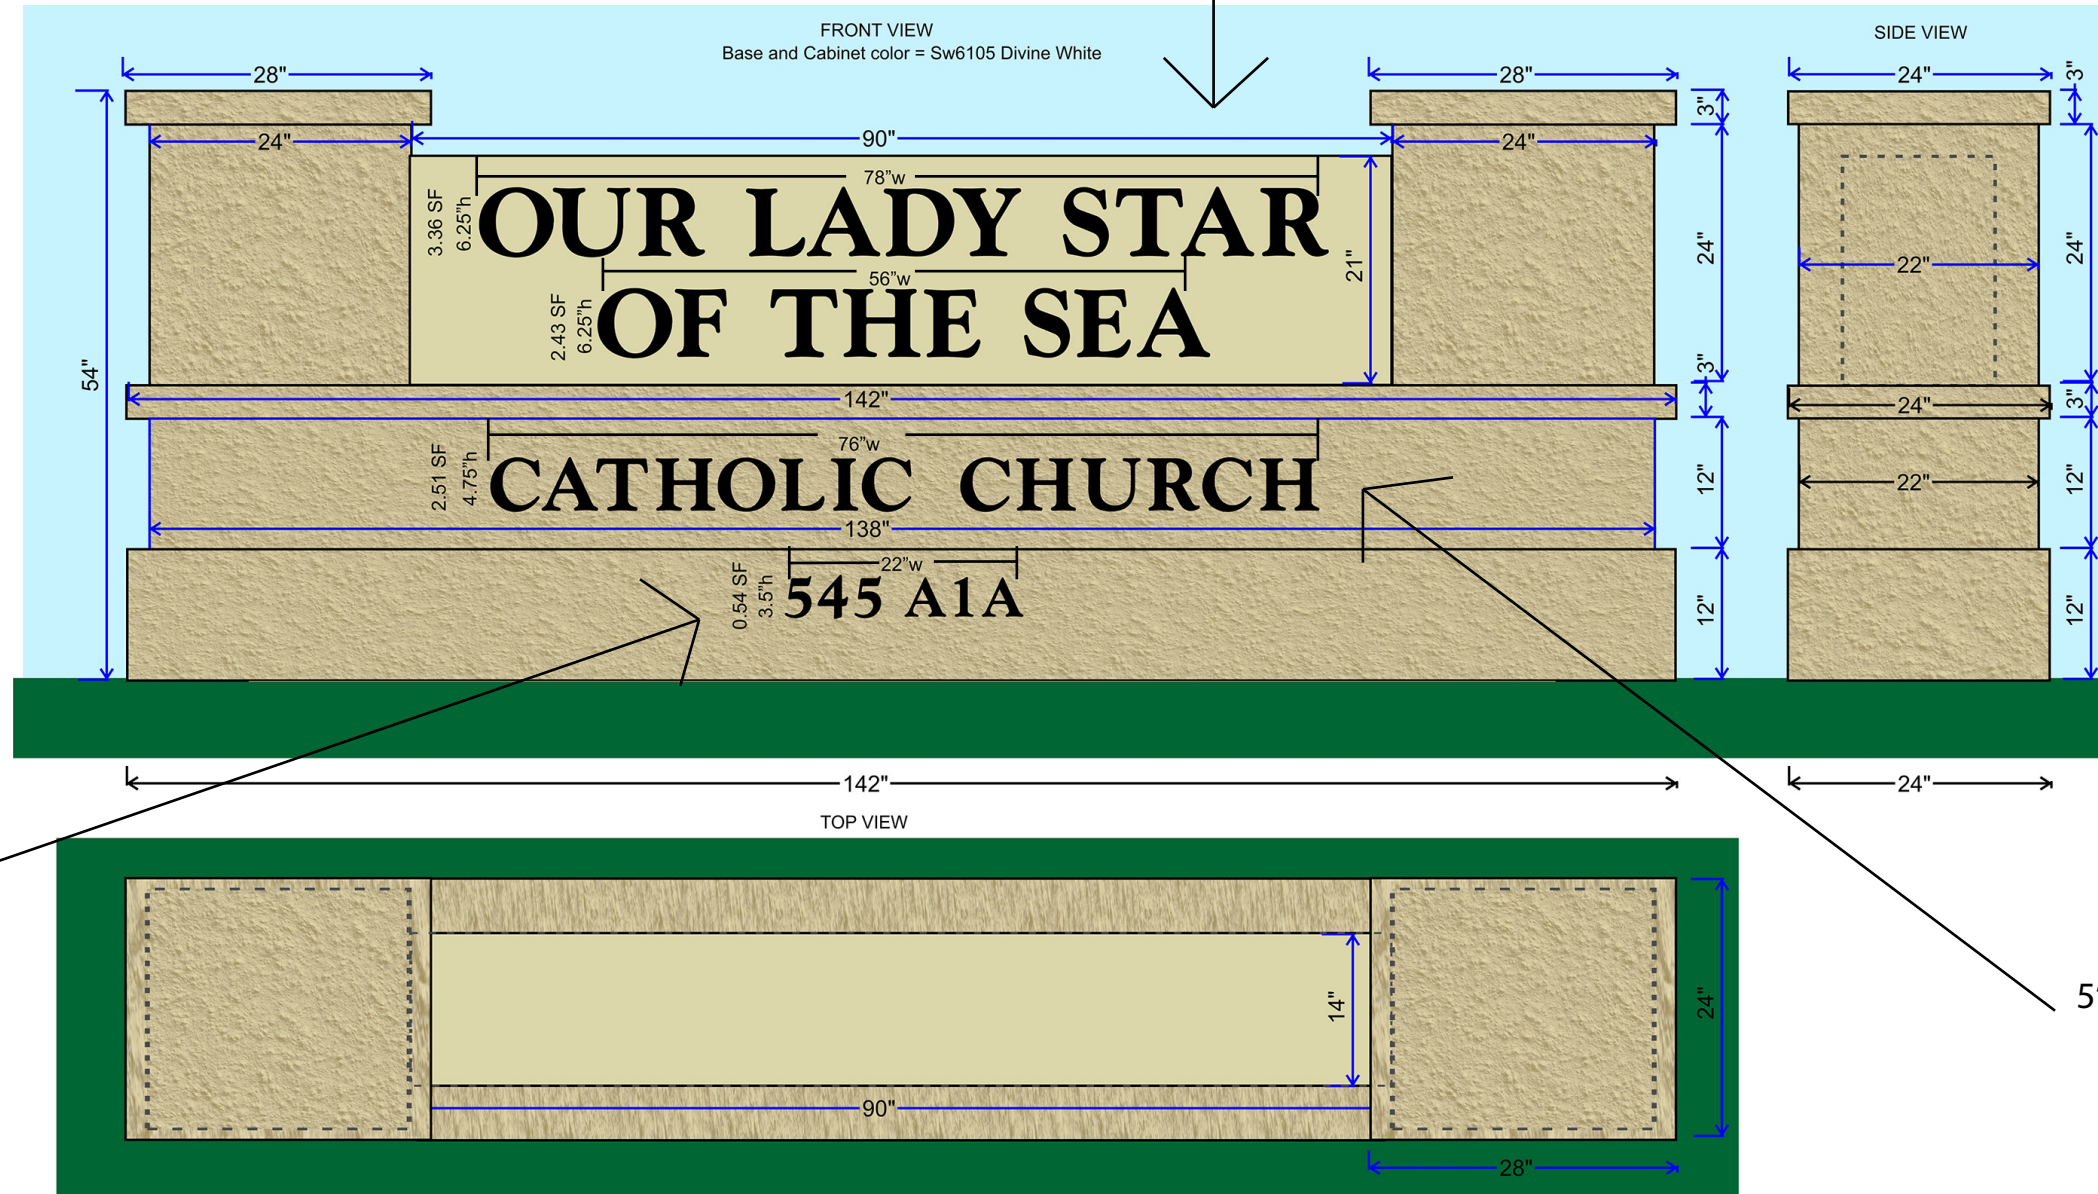 FRONT VIEW
Base and Cabinet color = Sw6105 Divine White
SIDE VIEW
28"
28"
24"
3"
3"
24"
90"
24"
78"w
3.36 SF
6.25"h
OUR LADY STAR
21"
24"
22"
24"
56"w
2.43 SF
6.25"h
OF THE SEA
54"
3"
142"
24"
3"
76"w
2.51 SF
4.75"h
CATHOLIC CHURCH
12"
22"
12"
138"
22"w
0.54 SF
3.5"h
545 A1A
12"
12"
142"
24"
TOP VIEW
14"
24"
90"
28"